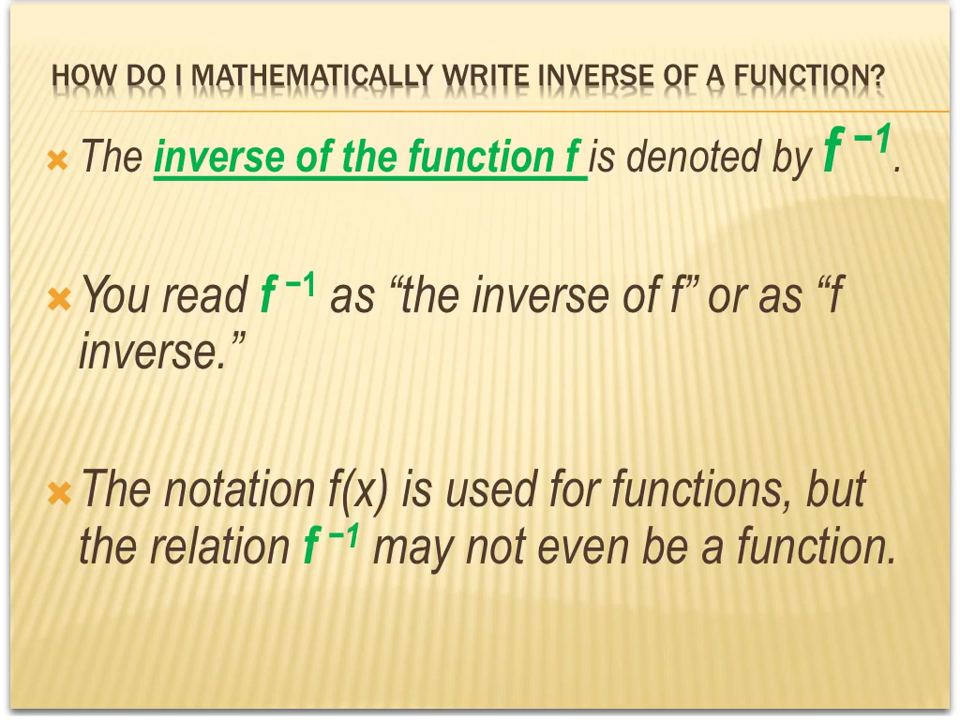 HOW DO I MATHEMATICALLY WRITE INVERSE OF A FUNCTION?
The inverse of the function f is denoted by f ⁻¹.
You read f ⁻¹ as “the inverse of f” or as “f
inverse.”
The notation f(x) is used for functions, but
the relation f ⁻¹ may not even be a function.